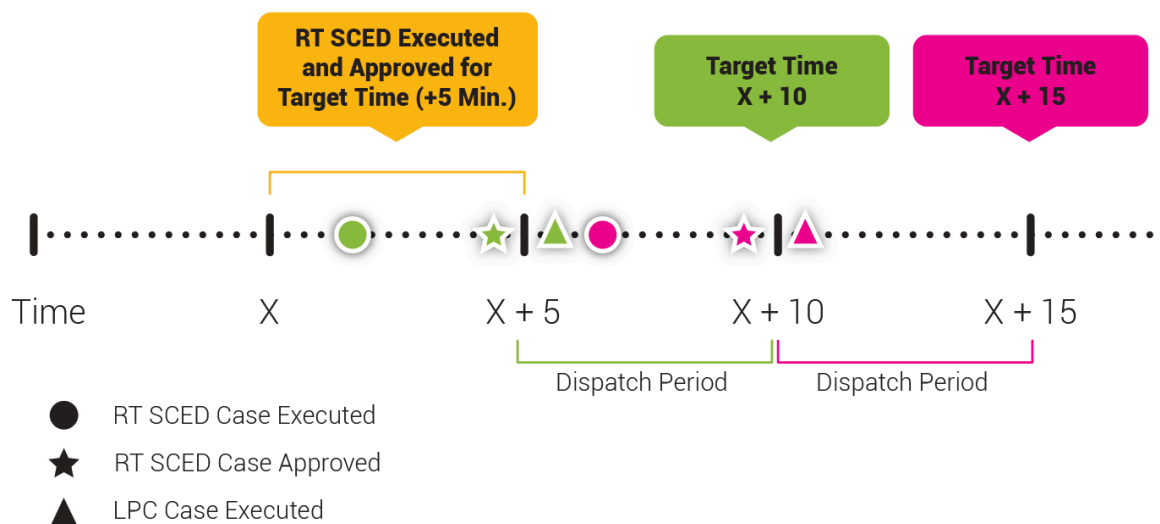 RT SCED Executed
and Approved for
Target Time (+5 Min.)
Target Time
X + 10
Target Time
X + 15
Time
X
X + 5
X + 10
X + 15
Dispatch Period
Dispatch Period
RT SCED Case Executed
RT SCED Case Approved
LPC Case Executed